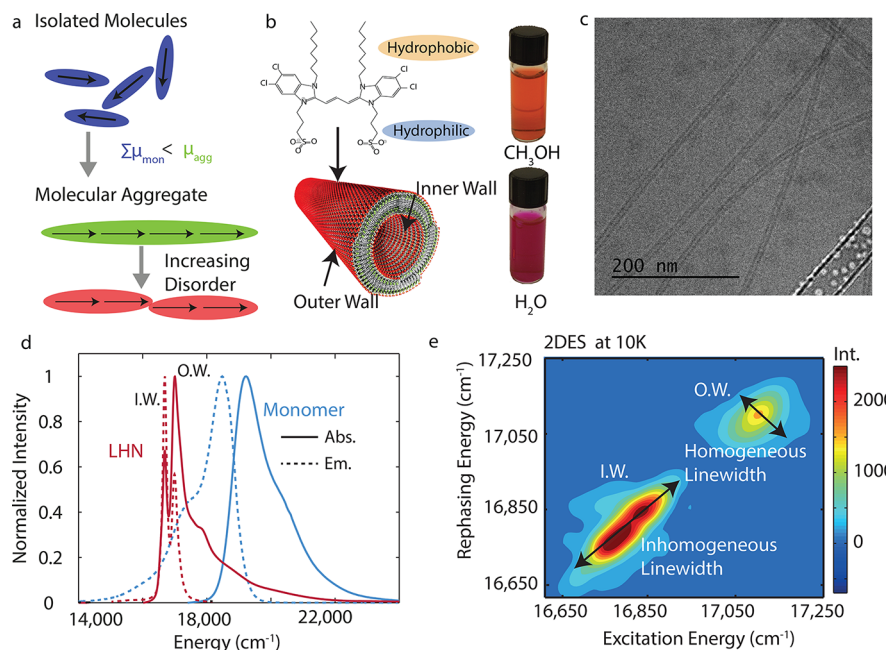 a
Isolated Molecules
Σμmon < μagg
Molecular Aggregate
Increasing
Disorder
b
Hydrophobic
Cl
Cl
N
N
N
N
Cl
Cl
Hydrophilic
CH3OH
Inner Wall
Outer Wall
H2O
c
200 nm
d
O.W.
I.W.
Monomer
LHN
Abs.
Em.
Normalized Intensity
1
0.8
0.6
0.4
0.2
0
14,000
18,000
22,000
Energy (cm-1)
e
2DES at 10K
17,250
17,050
16,850
16,650
Rephasing Energy (cm-1)
O.W.
Homogeneous
Linewidth
I.W.
Inhomogeneous
Linewidth
16,650
16,850
17,050
17,250
Excitation Energy (cm-1)
Int.
1000
0